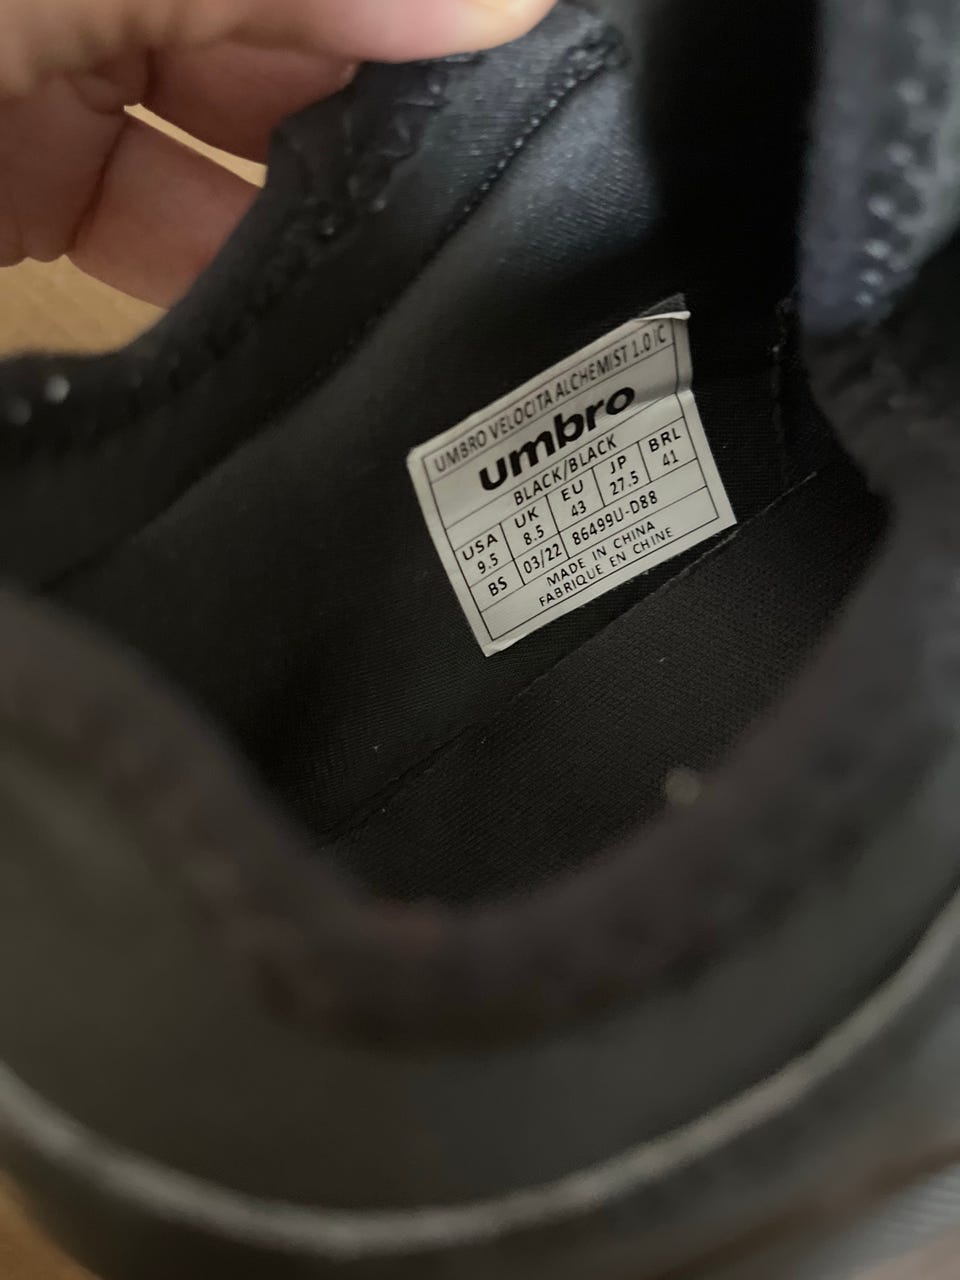 UMBRO VELOCITA ALCHEMIST 1.0 IC
umbro
BLACK/BLACK
USA UK EU JP BRL
9.5 8.5 43 27.5 41
BS 03/22 86499U-D88
MADE IN CHINA
FABRIQUE EN CHINE